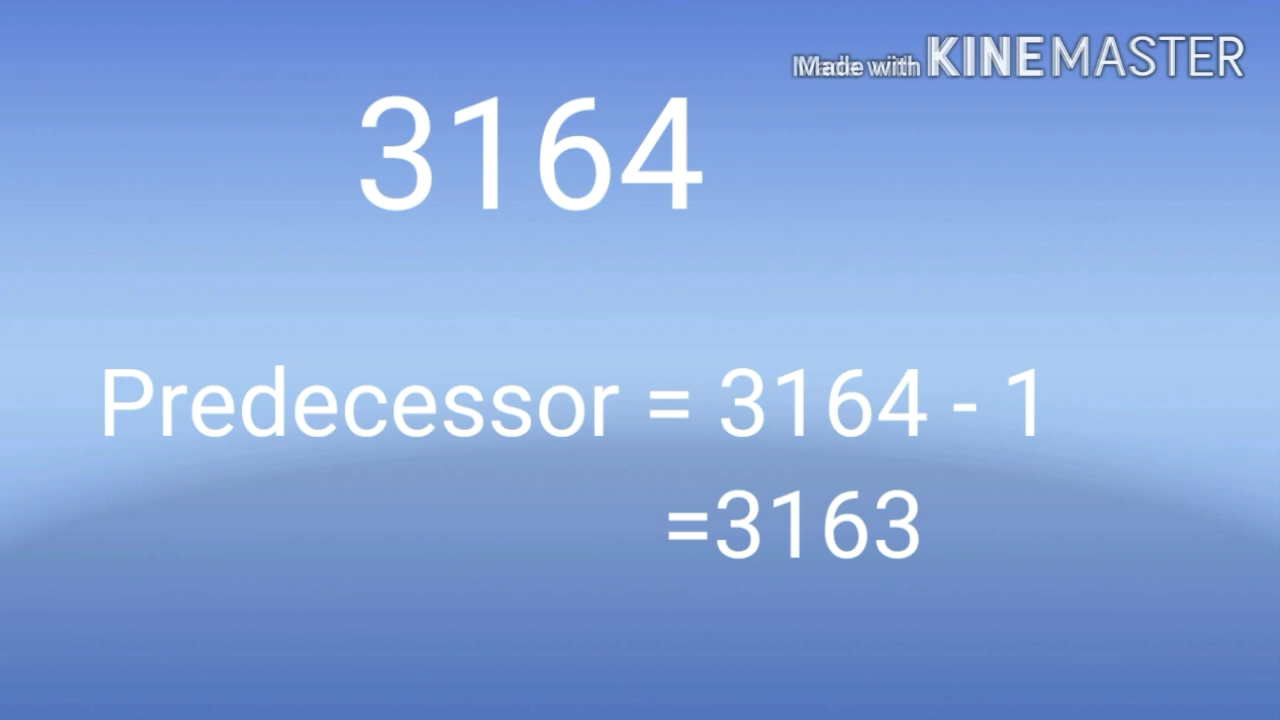 Made with KINEMASTER
3164
Predecessor = 3164 - 1
=3163